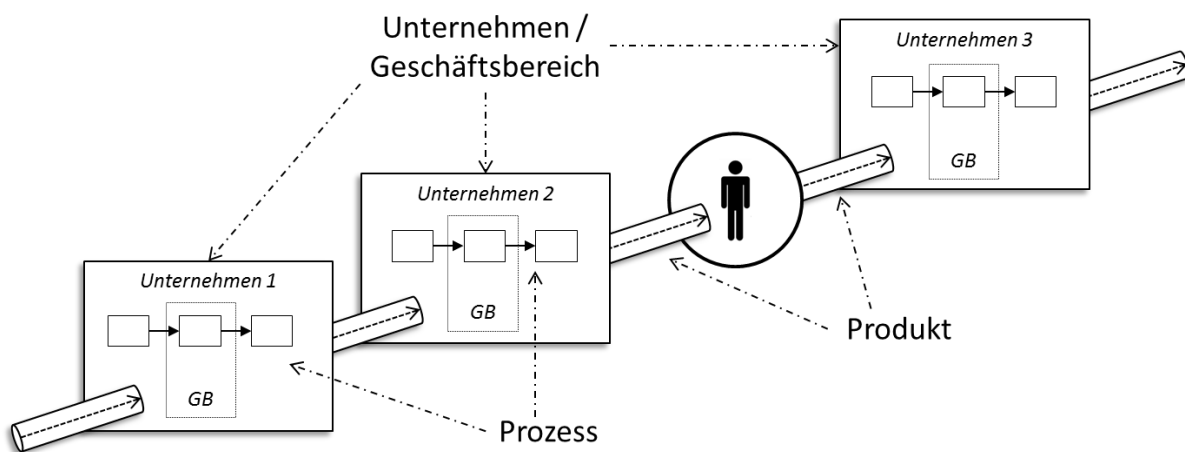 Unternehmen /
Geschäftsbereich
Unternehmen 3
GB
Unternehmen 2
GB
Unternehmen 1
GB
Produkt
Prozess